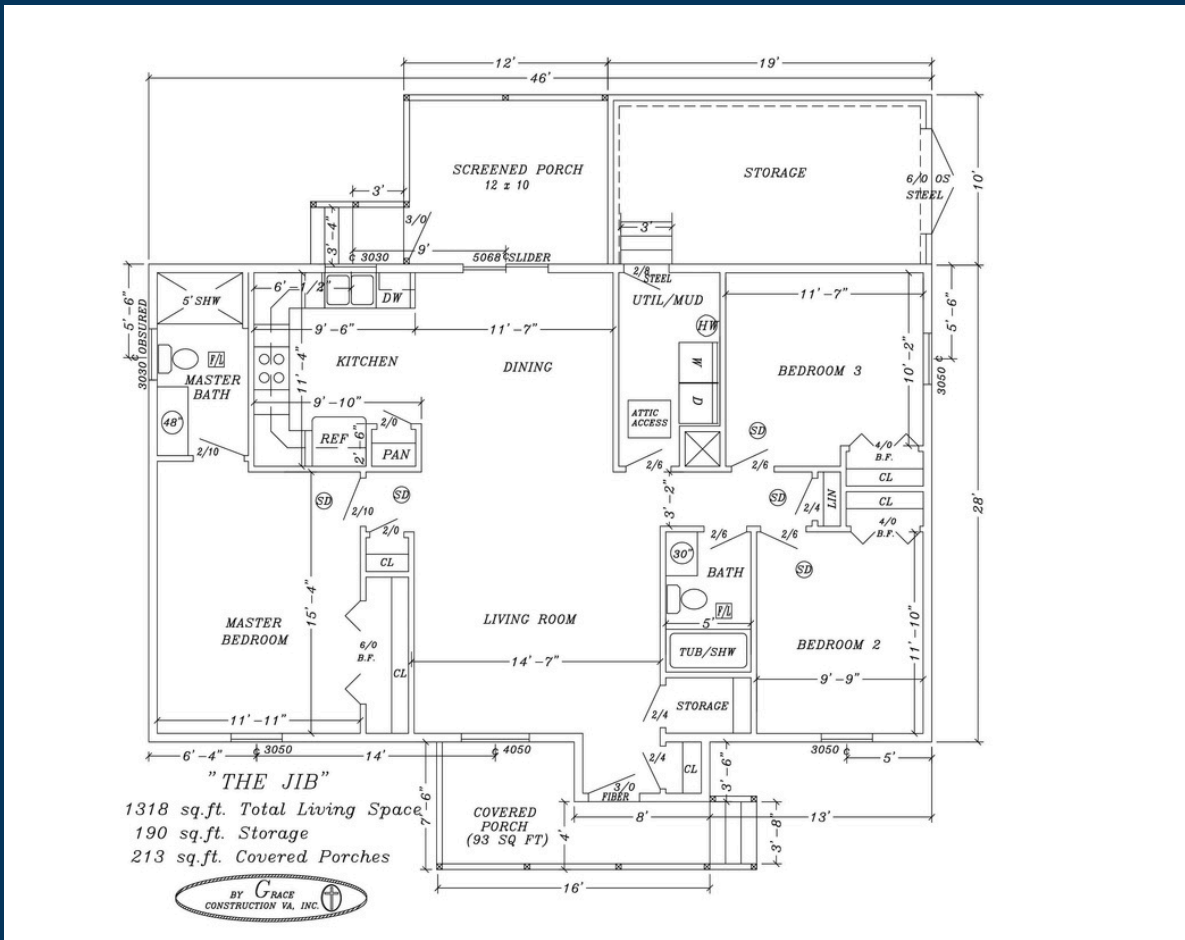 12'
19'
46'
SCREENED PORCH
12 x 10
STORAGE
6/0 OS
STEEL
10'
3'
3/0
3'
3'-4"
9'
℄ 3030
5068 SLIDER
2/8
STEEL
5'-6"
3030 OBSURED
℄
5' SHW
6'-1/2"
DW
UTIL/MUD
11'-7"
5'-6"
9'-6"
11'-7"
HW
KITCHEN
DINING
F/L
MASTER
BATH
11'-4"
W
D
BEDROOM 3
10'-2"
℄
3050
48"
9'-10"
2/0
ATTIC
ACCESS
REF
2'-6"
PAN
SD
4/0
B.F.
2/10
2/6
2/6
CL
SD
SD
2/10
2/0
3'-2"
SD
2/4
LIN
CL
28'
4/0
B.F.
2/6
2/6
CL
30"
BATH
SD
15'-4"
F/L
MASTER
BEDROOM
LIVING ROOM
5'
11'-10"
6/0
B.F.
TUB/SHW
BEDROOM 2
CL
14'-7"
9'-9"
STORAGE
11'-11"
2/4
6'-4"
℄ 3050
14'
℄ 4050
2/4
CL
3050 ℄
5'
3/0
FIBER
3'-6"
"THE JIB"
1318 sq.ft. Total Living Space
190 sq.ft. Storage
213 sq.ft. Covered Porches
7'-6"
COVERED
PORCH
(93 SQ FT)
4'
8'
13'
3'-8"
16'
BY GRACE
CONSTRUCTION VA, INC.